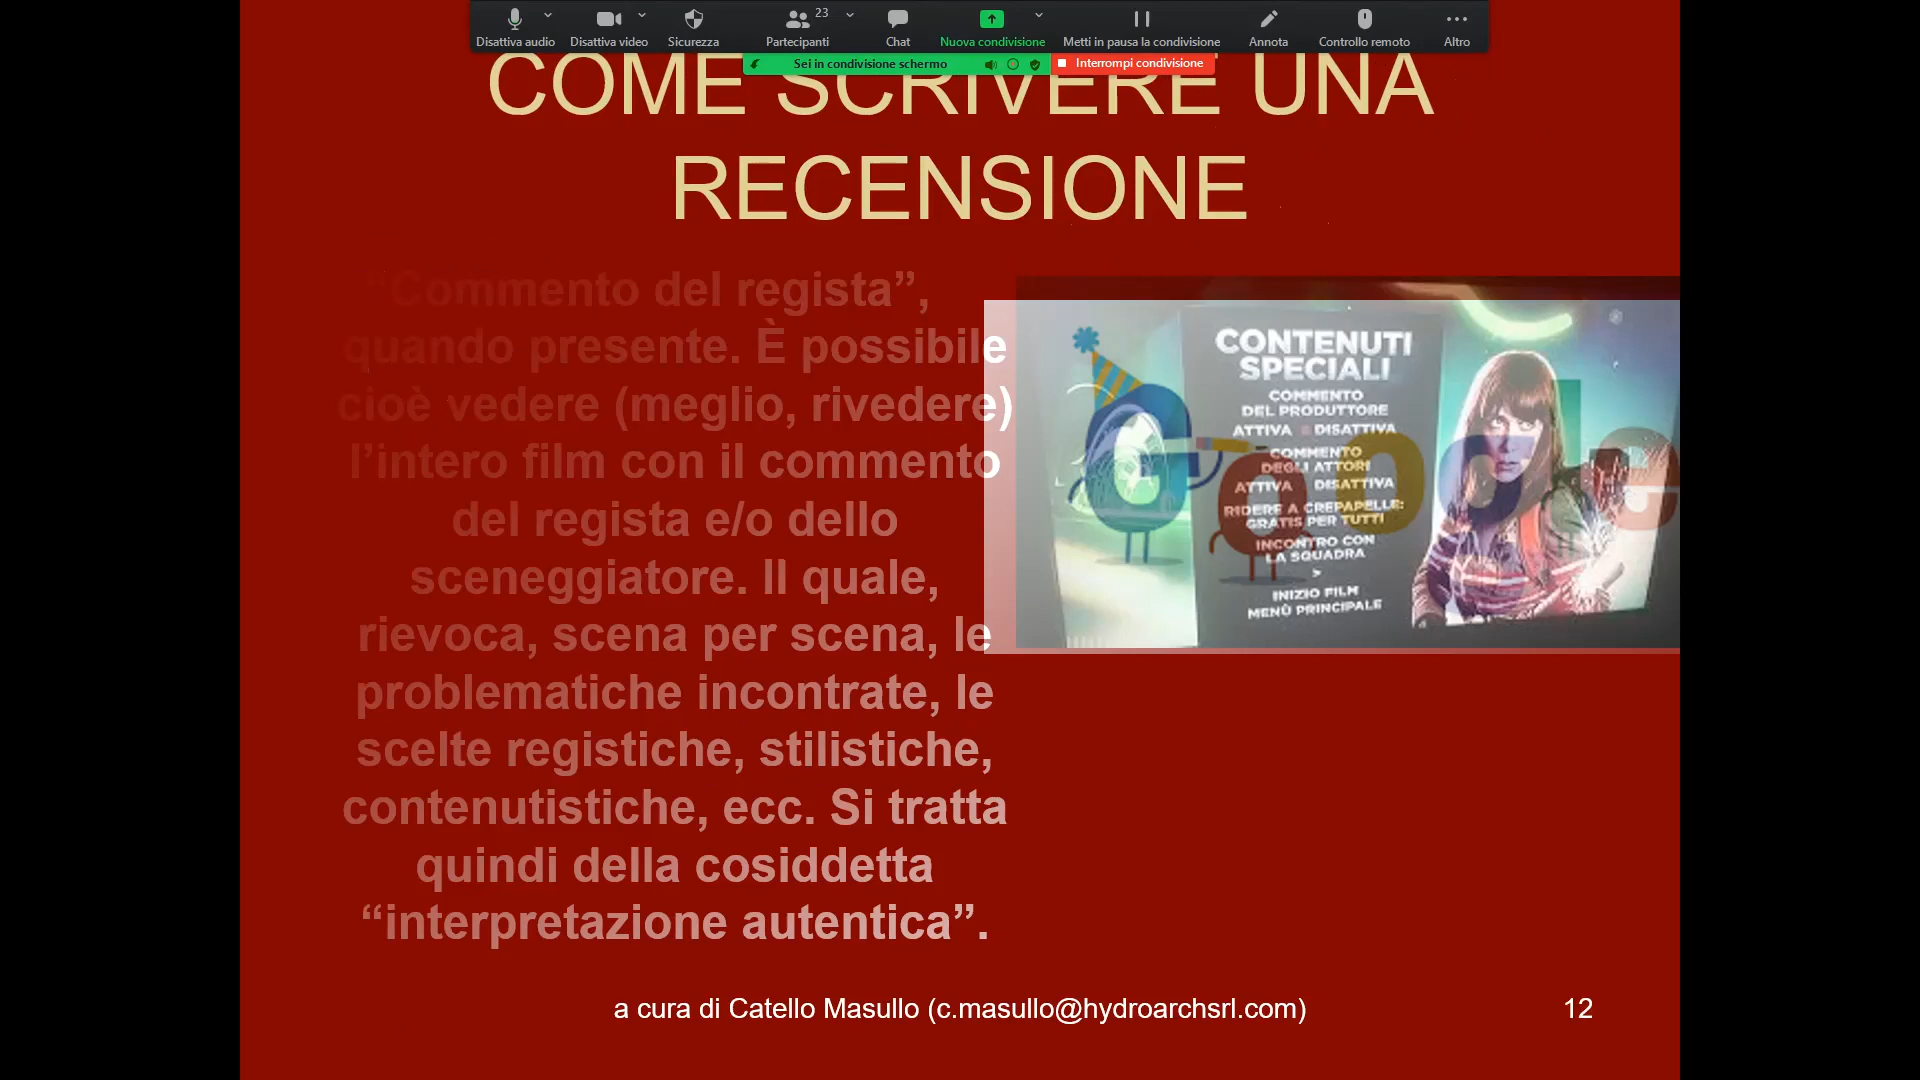 23
Disattiva audio
Disattiva video
Sicurezza
Partecipanti
Chat
Nuova condivisione
Metti in pausa la condivisione
Annota
Controllo remoto
Altro
Sei in condivisione schermo
Interrompi condivisione
COME SCRIVERE UNA
RECENSIONE
“Commento del regista”,
quando presente. È possibile
cioè vedere (meglio, rivedere)
l’intero film con il commento
del regista e/o dello
sceneggiatore. Il quale,
rievoca, scena per scena, le
problematiche incontrate, le
scelte registiche, stilistiche,
contenutistiche, ecc. Si tratta
quindi della cosiddetta
“interpretazione autentica”.
CONTENUTI
SPECIALI
COMMENTO
DEL PRODUTTORE
ATTIVA DISATTIVA
COMMENTO
DEGLI ATTORI
ATTIVA DISATTIVA
RIDERE A CREPAPELLE:
GRATIS PER TUTTI
INCONTRO CON
LA SQUADRA
>
INIZIO FILM
MENÙ PRINCIPALE
Google
a cura di Catello Masullo (c.masullo@hydroarchsrl.com)
12